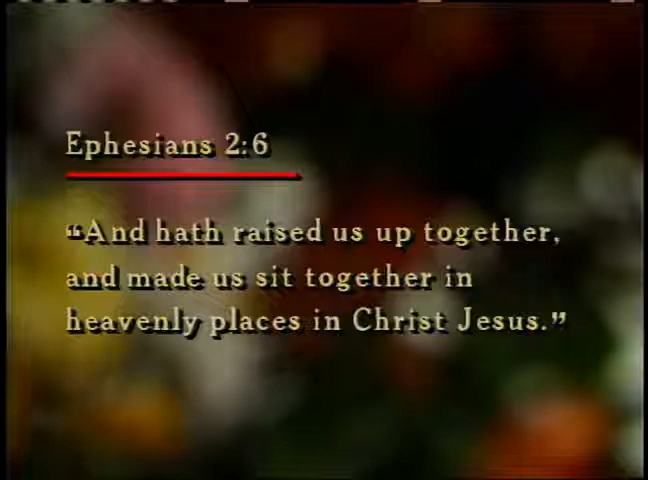 Ephesians 2:6
“And hath raised us up together,
and made us sit together in
heavenly places in Christ Jesus.”